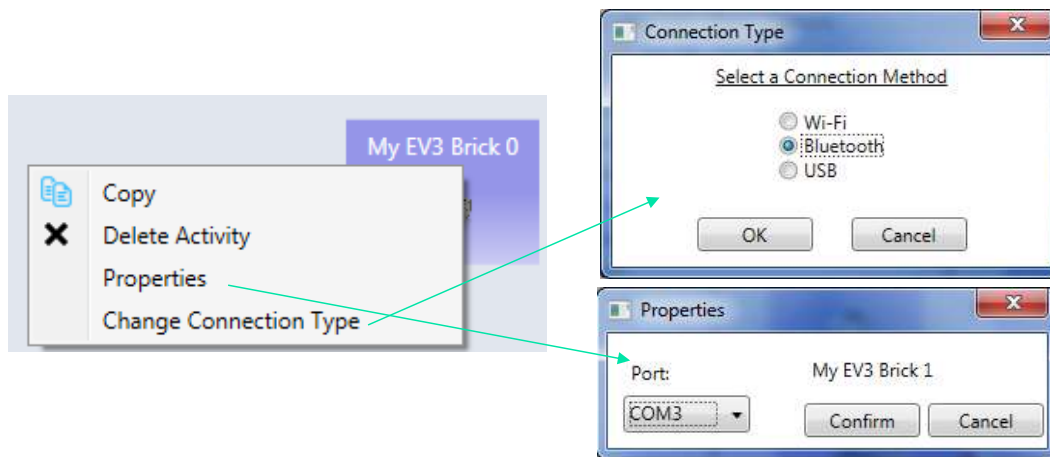 My EV3 Brick 0
Copy
Delete Activity
Properties
Change Connection Type
Connection Type
Select a Connection Method
Wi-Fi
Bluetooth
USB
OK Cancel
Properties
Port: My EV3 Brick 1
COM3 Confirm Cancel